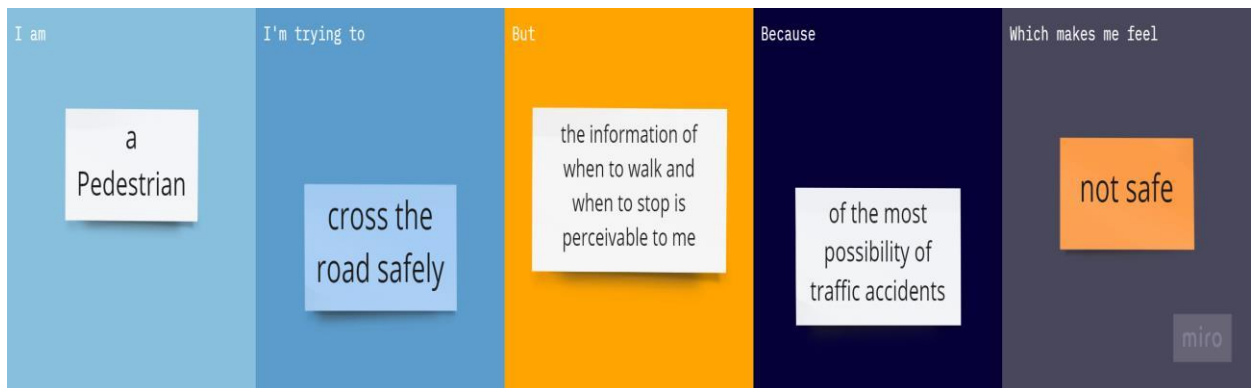 I am
a
Pedestrian
I'm trying to
cross the
road safely
But
the information of
when to walk and
when to stop is
perceivable to me
Because
of the most
possibility of
traffic accidents
Which makes me feel
not safe
miro